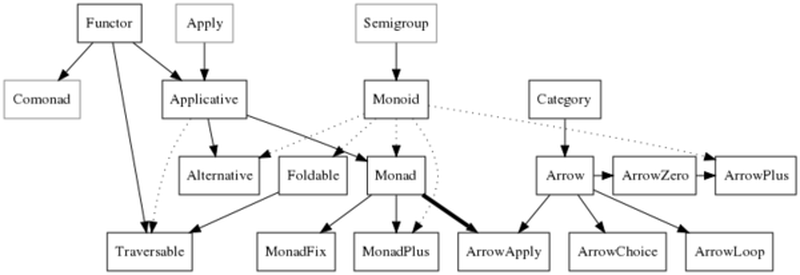 Functor
Apply
Semigroup
Comonad
Applicative
Monoid
Category
Alternative
Foldable
Monad
Arrow
ArrowZero
ArrowPlus
Traversable
MonadFix
MonadPlus
ArrowApply
ArrowChoice
ArrowLoop